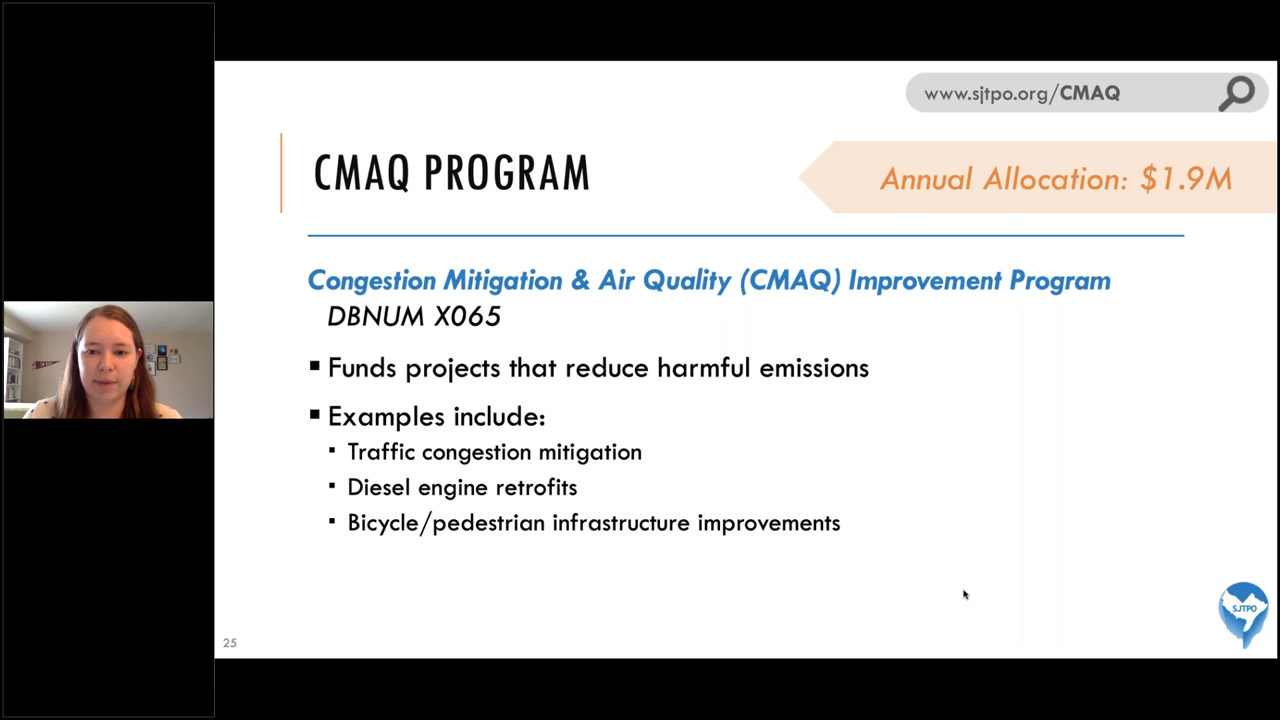 www.sjtpo.org/CMAQ
CMAQ PROGRAM
Annual Allocation: $1.9M
Congestion Mitigation & Air Quality (CMAQ) Improvement Program
DBNUM X065
▪ Funds projects that reduce harmful emissions
▪ Examples include:
▪ Traffic congestion mitigation
▪ Diesel engine retrofits
▪ Bicycle/pedestrian infrastructure improvements
SJTPO
25